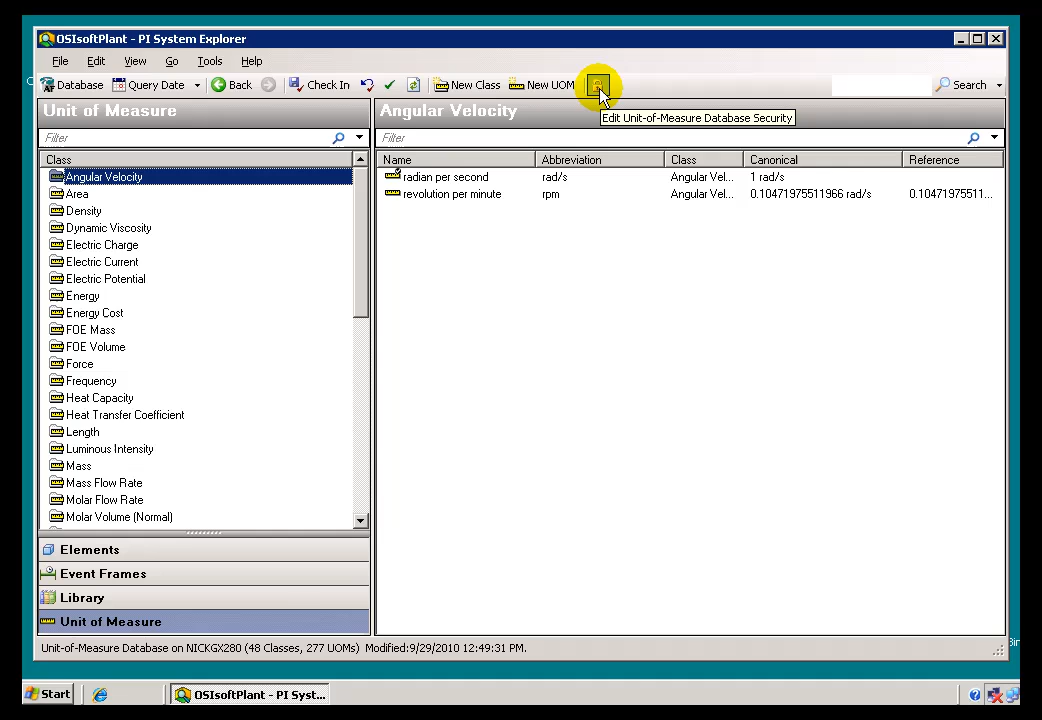 OSIsoftPlant - PI System Explorer
File Edit View Go Tools Help
Database Query Date Back Check In New Class New UOM Search
Unit of Measure
Angular Velocity
Edit Unit-of-Measure Database Security
Filter
Filter
Class
Name Abbreviation Class Canonical Reference
Angular Velocity
radian per second rad/s Angular Vel... 1 rad/s
Area
revolution per minute rpm Angular Vel... 0.10471975511966 rad/s 0.1047197551 1...
Density
Dynamic Viscosity
Electric Charge
Electric Current
Electric Potential
Energy
Energy Cost
FOE Mass
FOE Volume
Force
Frequency
Heat Capacity
Heat Transfer Coefficient
Length
Luminous Intensity
Mass
Mass Flow Rate
Molar Flow Rate
Molar Volume (Normal)
Elements
Event Frames
Library
Unit of Measure
Unit-of-Measure Database on NICKGX280 (48 Classes, 277 UOMs) Modified:9/29/2010 12:49:31 PM.
Start OSIsoftPlant - PI Syst...